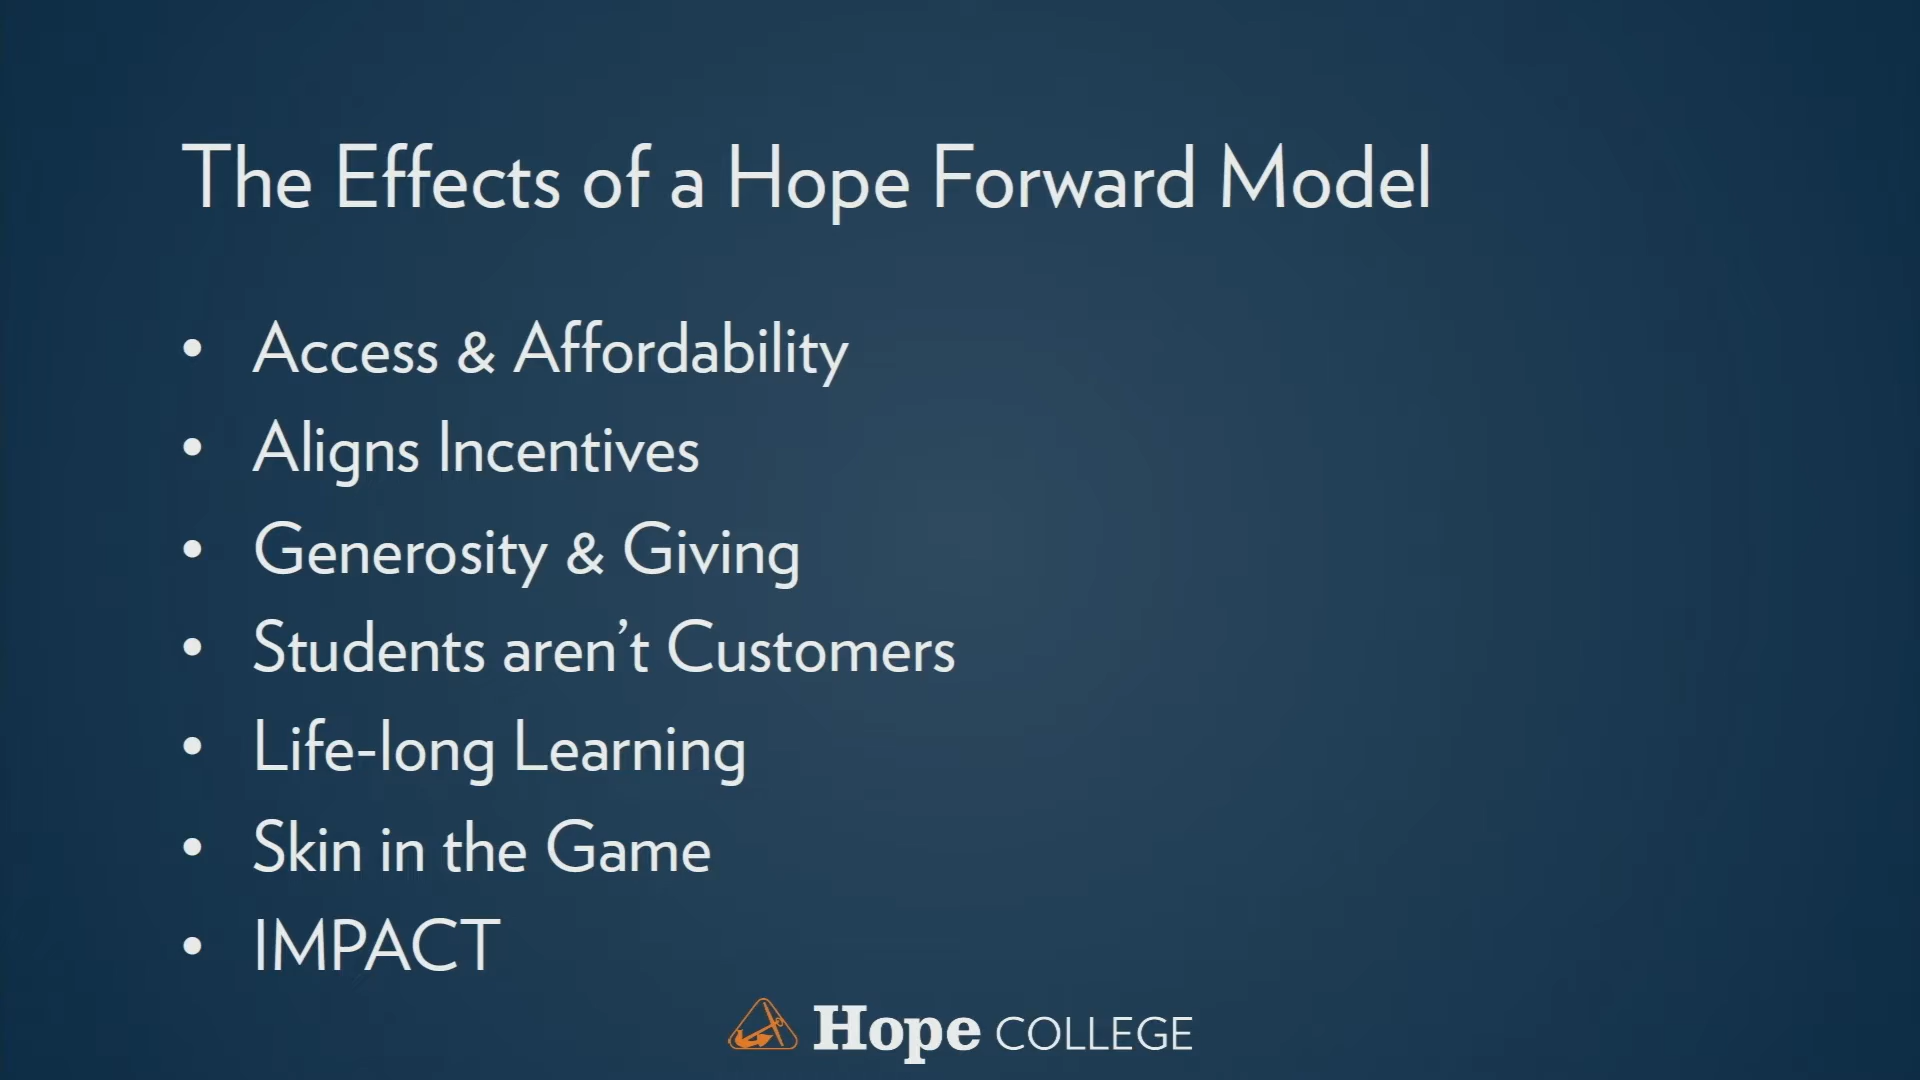 The Effects of a Hope Forward Model
• Access & Affordability
• Aligns Incentives
• Generosity & Giving
• Students aren’t Customers
• Life-long Learning
• Skin in the Game
• IMPACT
Hope COLLEGE